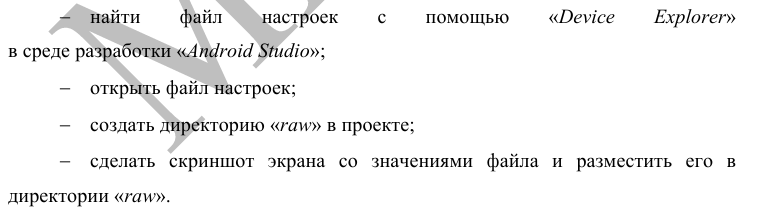 – найти файл настроек с помощью «Device Explorer»
в среде разработки «Android Studio»;
– открыть файл настроек;
– создать директорию «raw» в проекте;
– сделать скриншот экрана со значениями файла и разместить его в
директории «raw».